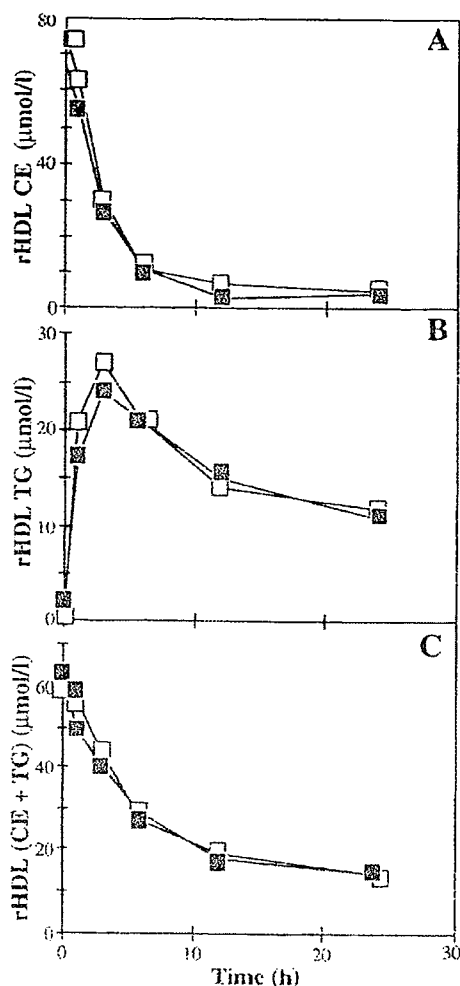 80
A
rHDL CE (μmol/l)
40
0
30
B
rHDL TG (μmol/l)
20
10
0
C
rHDL (CE + TG) (μmol/l)
60
40
20
0
0 10 20 30
Time (h)